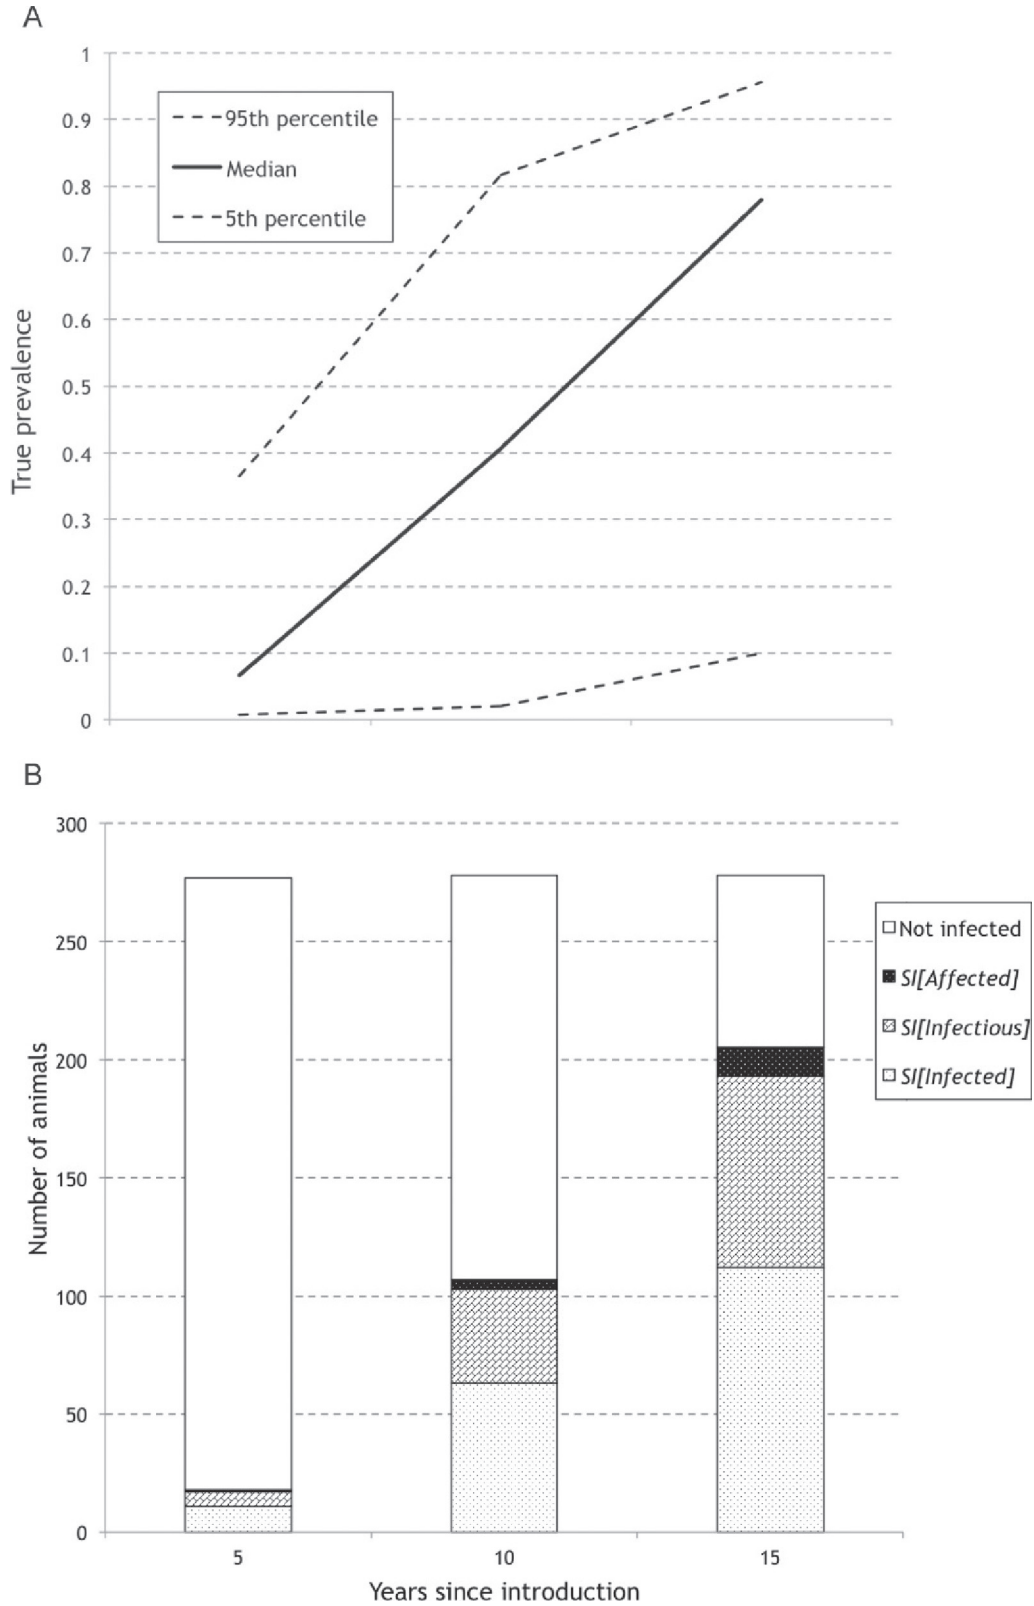 A
1
0.9
0.8
0.7
0.6
0.5
0.4
0.3
0.2
0.1
0
True prevalence
95th percentile
Median
5th percentile
B
300
250
200
150
100
50
0
Number of animals
Not infected
SI[Affected]
SI[Infectious]
SI[Infected]
5 10 15
Years since introduction